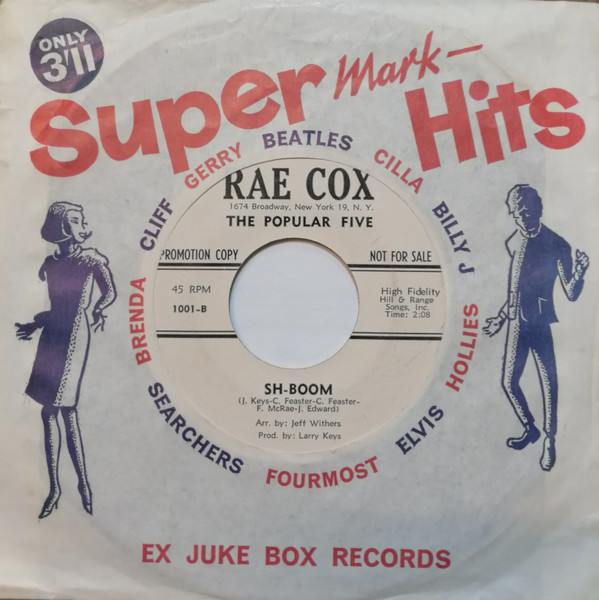 ONLY
3'11
Super Mark-
Hits
BRENDA CLIFF GERRY BEATLES CILLA BILLY J
SEARCHERS FOURMOST ELVIS HOLLIES
RAE COX
1674 Broadway, New York 19, N. Y.
THE POPULAR FIVE
PROMOTION COPY NOT FOR SALE
45 RPM
1001-B
High Fidelity
Hill & Range
Songs, Inc.
Time: 2:08
SH-BOOM
(J. Keys-C. Feaster-C. Feaster-
F. McRae-J. Edward)
Arr. by: Jeff Withers
Prod. by: Larry Keys
EX JUKE BOX RECORDS